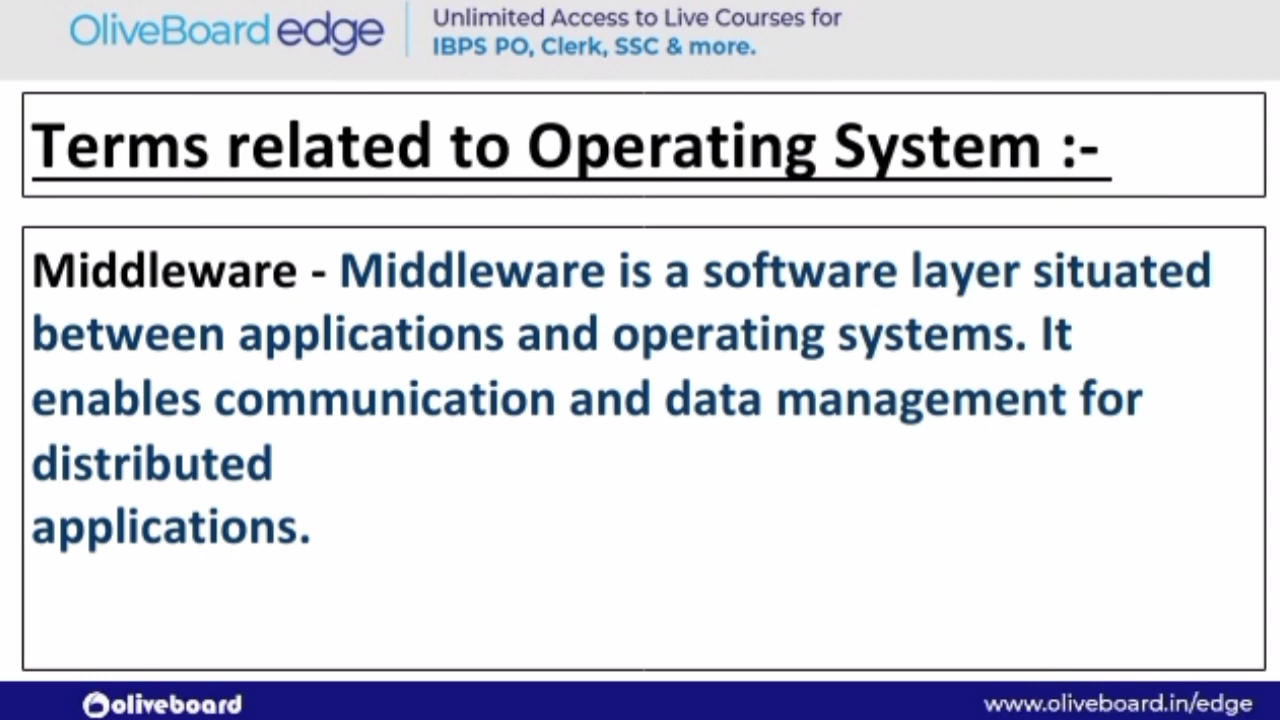 OliveBoard edge
Unlimited Access to Live Courses for
IBPS PO, Clerk, SSC & more.
Terms related to Operating System :-
Middleware - Middleware is a software layer situated
between applications and operating systems. It
enables communication and data management for
distributed
applications.
oliveboard
www.oliveboard.in/edge